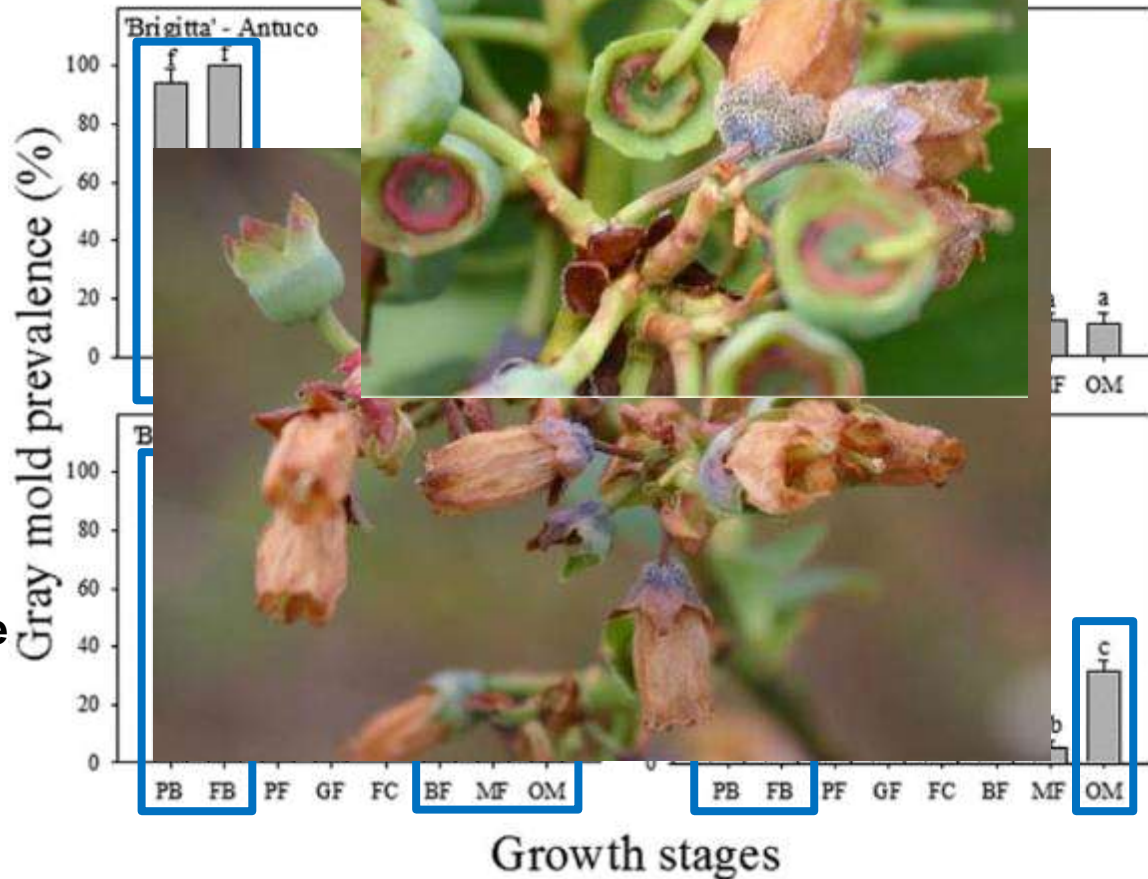 'Brigitta' - Antuco
Gray mold prevalence (%)
100
80
60
40
20
0
f
f
a
OM
100
80
60
40
20
0
b
c
PB FB PF GF FC BF MF OM
PB FB PF GF FC BF MF OM
Growth stages